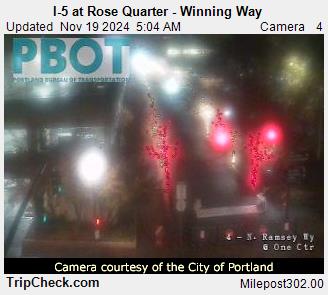 I-5 at Rose Quarter - Winning Way
Updated Nov 19 2024 5:04 AM Camera 4
PBOT
PORTLAND BUREAU OF TRANSPORTATION
4 - N. Ramsey Wy
@ One Ctr
Camera courtesy of the City of Portland
TripCheck.com Milepost302.00